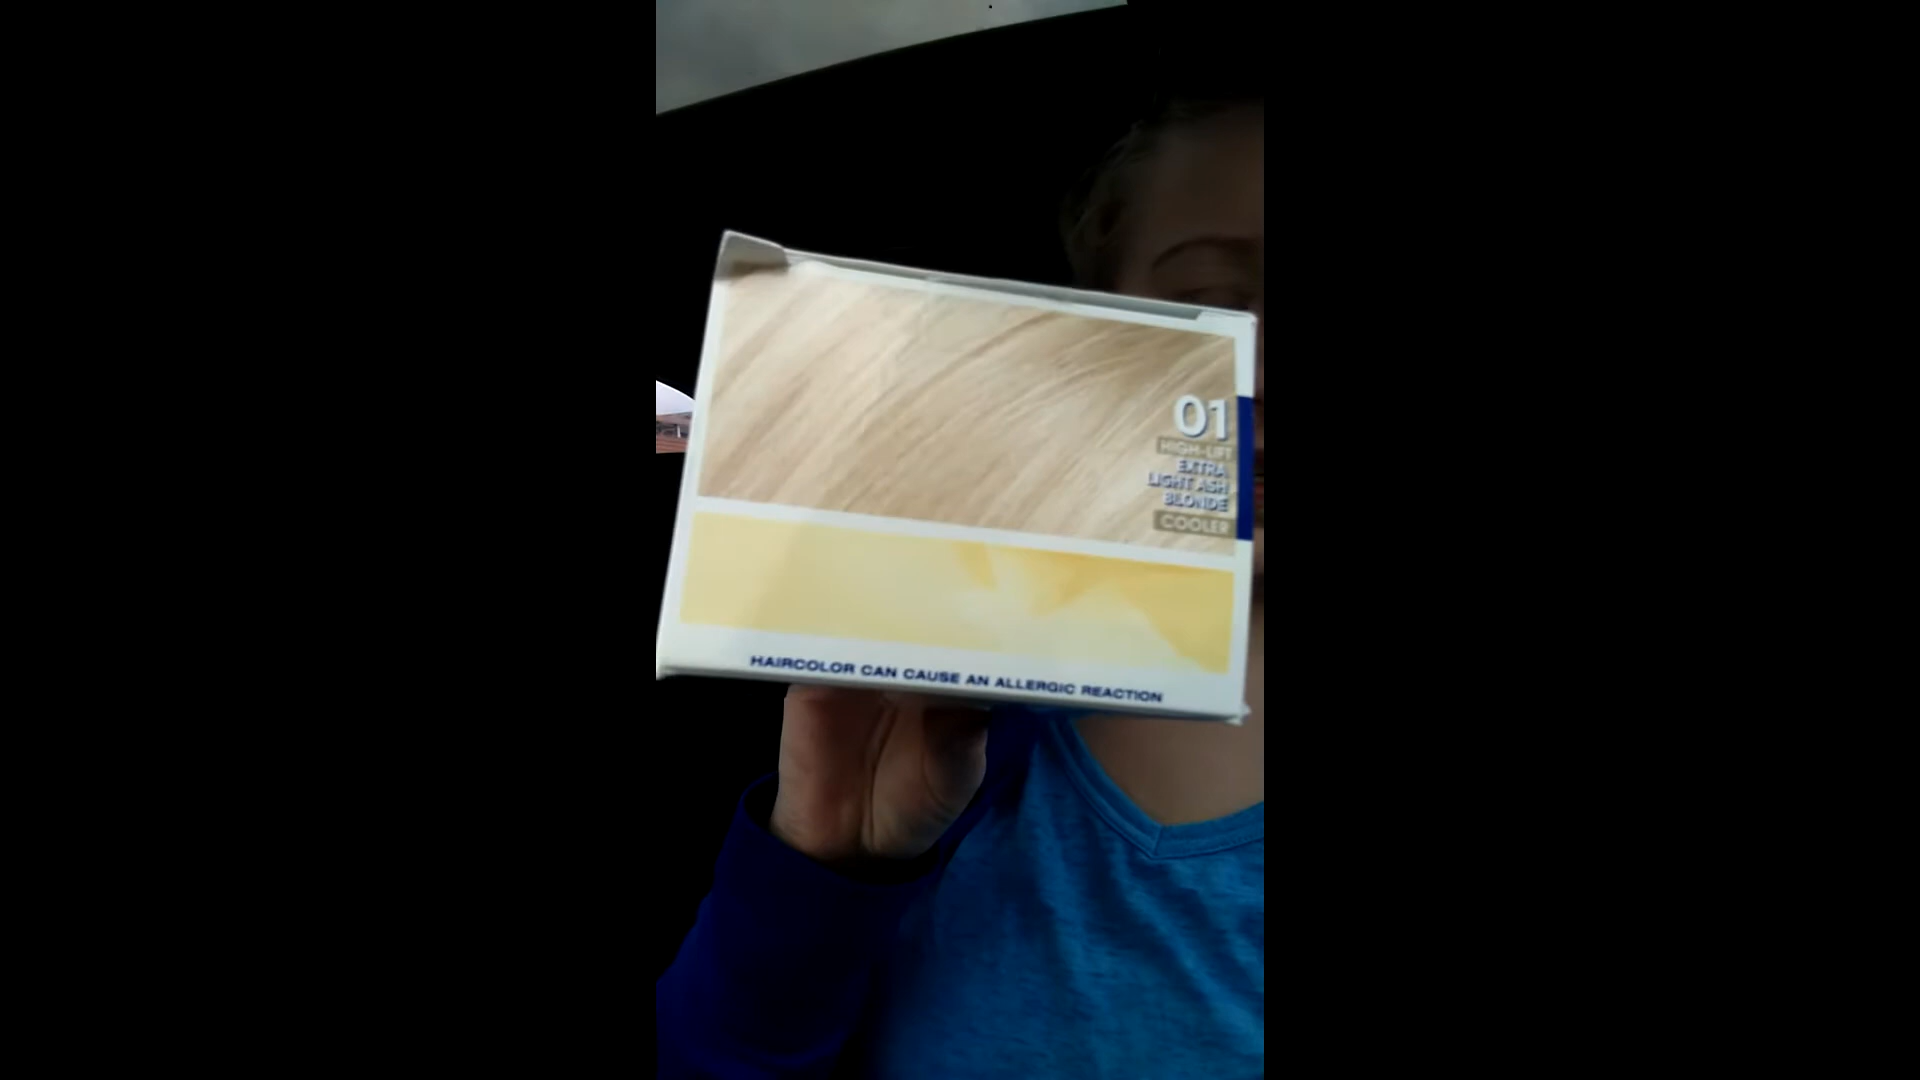 01
HIGH-LIFT
EXTRA
LIGHT ASH
BLONDE
COOLER
HAIRCOLOR CAN CAUSE AN ALLERGIC REACTION